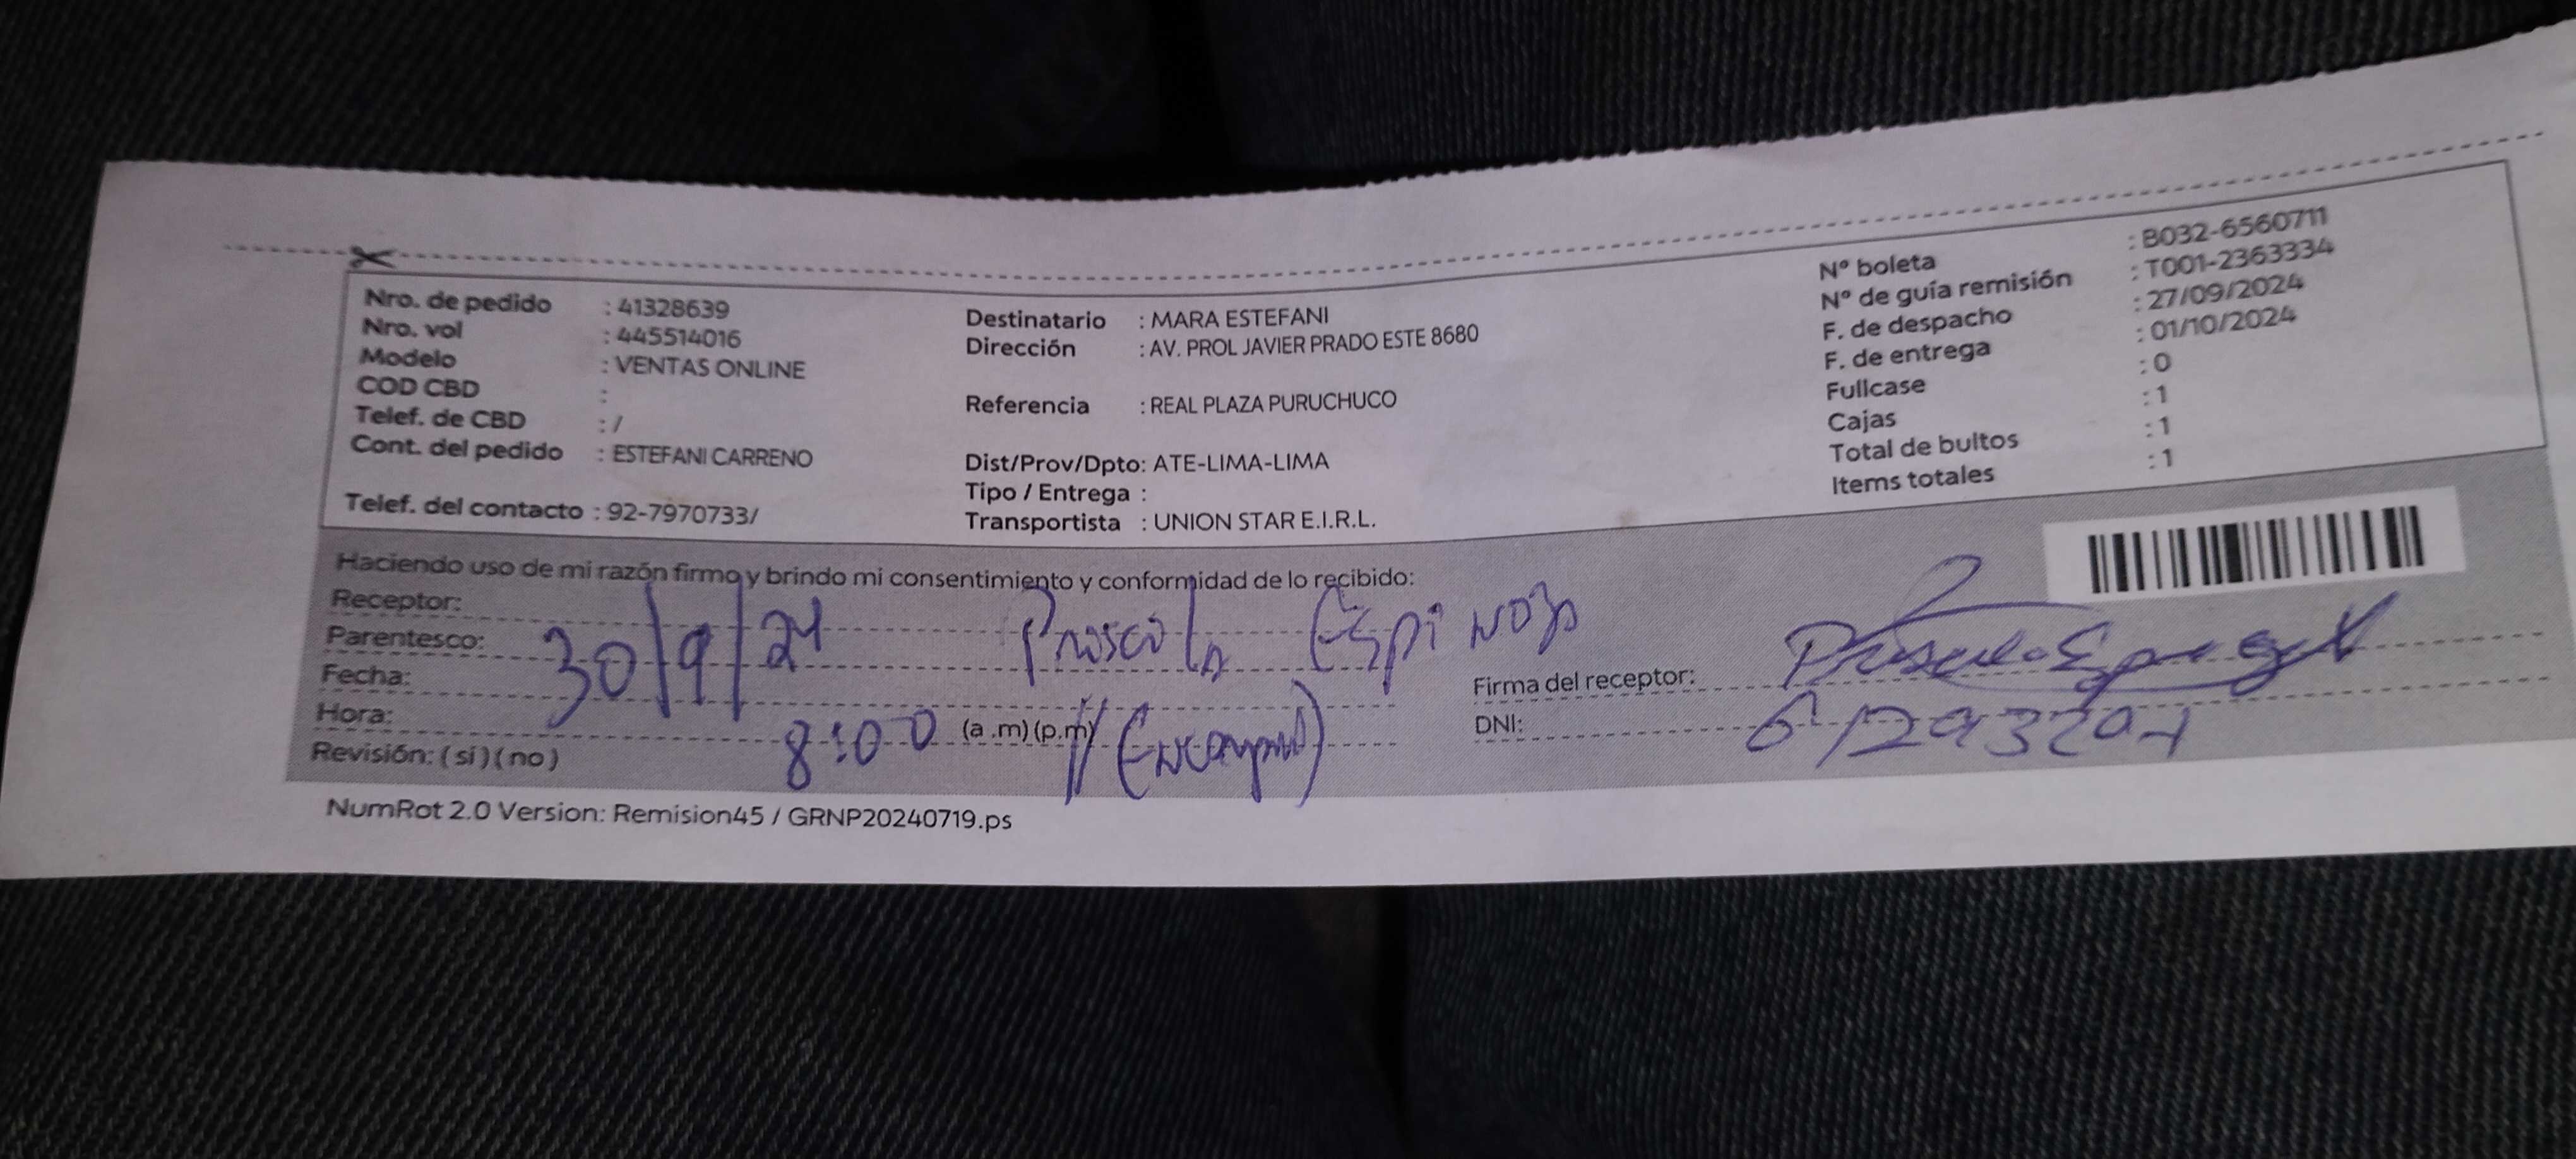 Nro. de pedido : 41328639
Nro. vol : 445514016
Modelo : VENTAS ONLINE
COD CBD :
Telef. de CBD : /
Cont. del pedido : ESTEFANI CARRENO
Telef. del contacto : 92-7970733/
Destinatario : MARA ESTEFANI
Dirección : AV. PROL JAVIER PRADO ESTE 8680
Referencia : REAL PLAZA PURUCHUCO
Dist/Prov/Dpto: ATE-LIMA-LIMA
Tipo / Entrega :
Transportista : UNION STAR E.I.R.L.
Nº boleta : B032-6560711
Nº de guía remisión : T001-2363334
F. de despacho : 27/09/2024
F. de entrega : 01/10/2024
Fullcase : 0
Cajas : 1
Total de bultos : 1
Items totales : 1
Haciendo uso de mi razón firmo y brindo mi consentimiento y conformidad de lo recibido:
Receptor:
Parentesco:
Fecha: 30/9/24 Espinoza
Hora: 8:00 (a .m) (p.m)
Revisión: ( si ) ( no )
Firma del receptor:
DNI:
NumRot 2.0 Version: Remision45 / GRNP20240719.ps